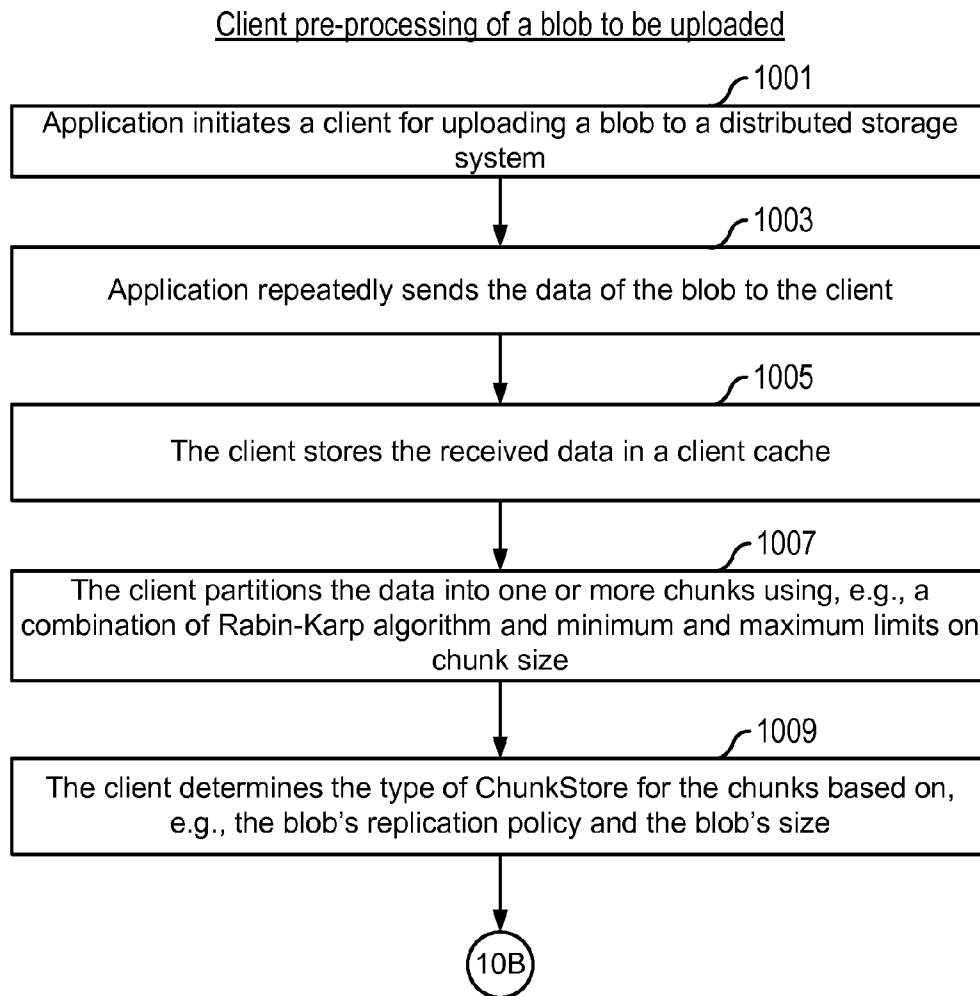 Client pre-processing of a blob to be uploaded
1001
Application initiates a client for uploading a blob to a distributed storage
system
1003
Application repeatedly sends the data of the blob to the client
1005
The client stores the received data in a client cache
1007
The client partitions the data into one or more chunks using, e.g., a
combination of Rabin-Karp algorithm and minimum and maximum limits on
chunk size
1009
The client determines the type of ChunkStore for the chunks based on,
e.g., the blob's replication policy and the blob's size
10B